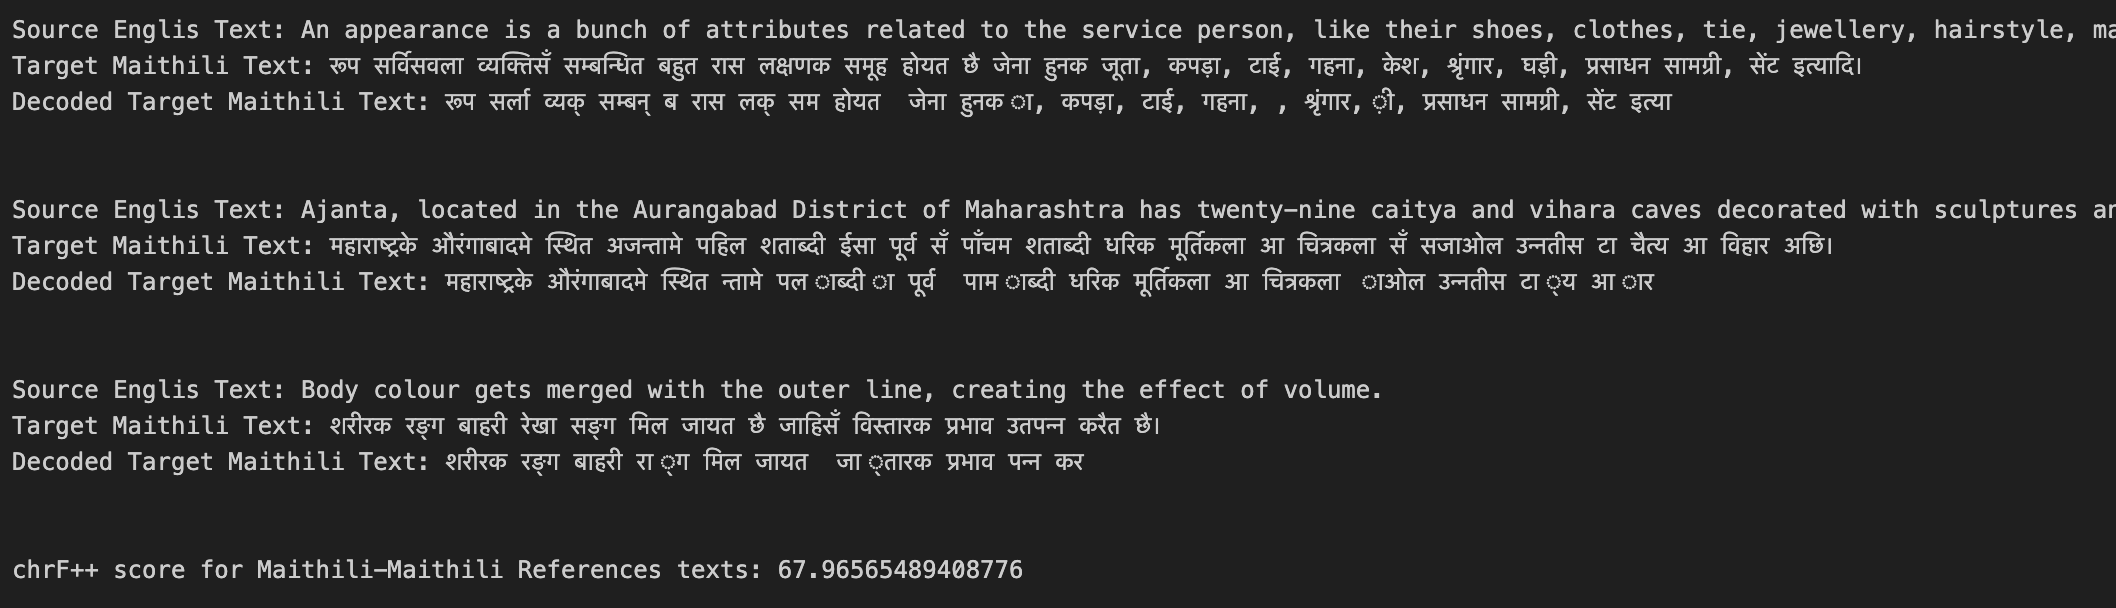 Source Englis Text: An appearance is a bunch of attributes related to the service person, like their shoes, clothes, tie, jewellery, hairstyle,
Target Maithili Text: रूप सर्विसवला व्यक्तिसँ सम्बन्धित बहुत रास लक्षणक समूह होयत छै जेना हुनक जूता, कपड़ा, टाई, गहना, केश, श्रृंगार, घड़ी, प्रसाधन सामग्री, सेंट इत्यादि।
Decoded Target Maithili Text: रूप सर्ला व्यक् सम्बन् ब रास लक् सम होयत  जेना हुनक ा, कपड़ा, टाई, गहना, , श्रृंगार, ़ी, प्रसाधन सामग्री, सेंट इत्या
Source Englis Text: Ajanta, located in the Aurangabad District of Maharashtra has twenty-nine caitya and vihara caves decorated with sculptures
Target Maithili Text: महाराष्ट्रके औरंगाबादमे स्थित अजन्तामे पहिल शताब्दी ईसा पूर्व सँ पाँचम शताब्दी धरिक मूर्तिकला आ चित्रकला सँ सजाओल उन्नतीस टा चैत्य आ विहार अछि।
Decoded Target Maithili Text: महाराष्ट्रके औरंगाबादमे स्थित न्तामे पल ाब्दी ा पूर्व  पाम ाब्दी धरिक मूर्तिकला आ चित्रकला  ाओल उन्नतीस टा ्य आ ार
Source Englis Text: Body colour gets merged with the outer line, creating the effect of volume.
Target Maithili Text: शरीरक रङ्ग बाहरी रेखा सङ्ग मिल जायत छै जाहिसँ विस्तारक प्रभाव उतपन्न करैत छै।
Decoded Target Maithili Text: शरीरक रङ्ग बाहरी रा ्ग मिल जायत  जा ्तारक प्रभाव पन्न कर
chrF++ score for Maithili-Maithili References texts: 67.96565489408776